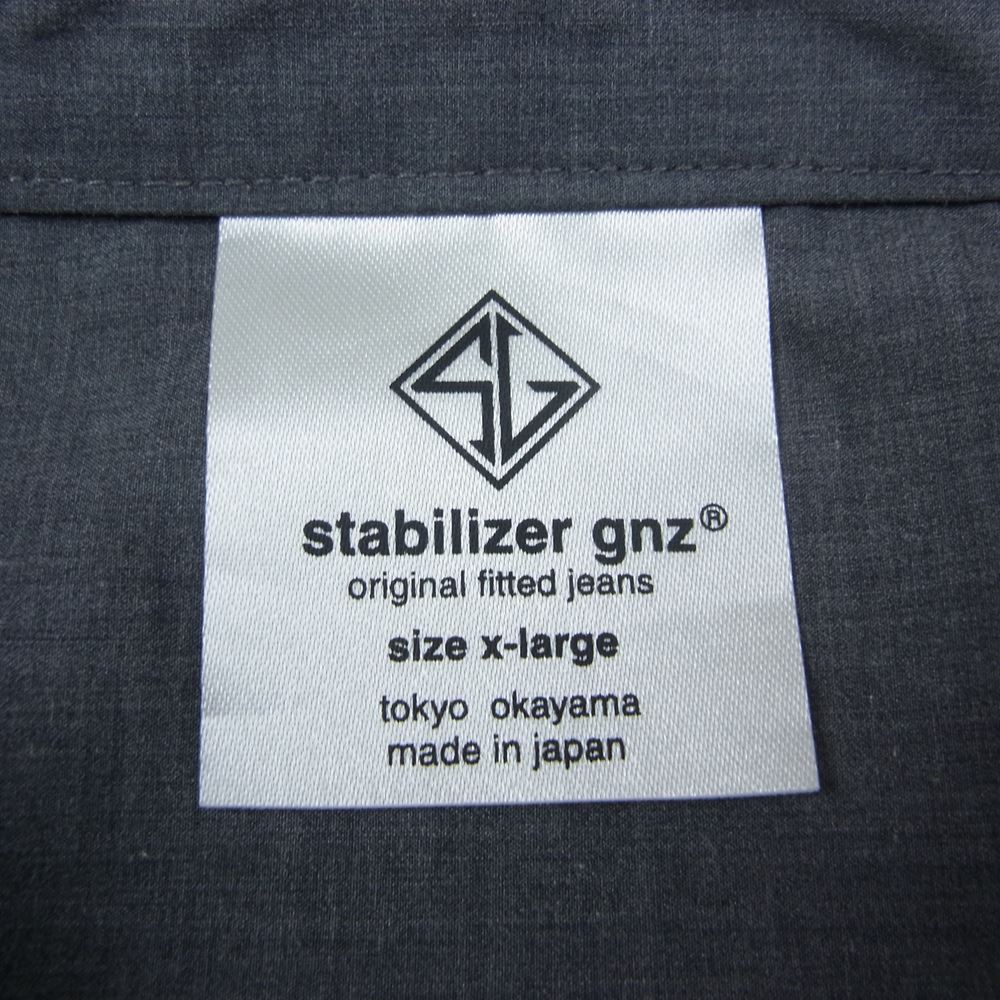 SG
stabilizer gnz®
original fitted jeans
size x-large
tokyo okayama
made in japan